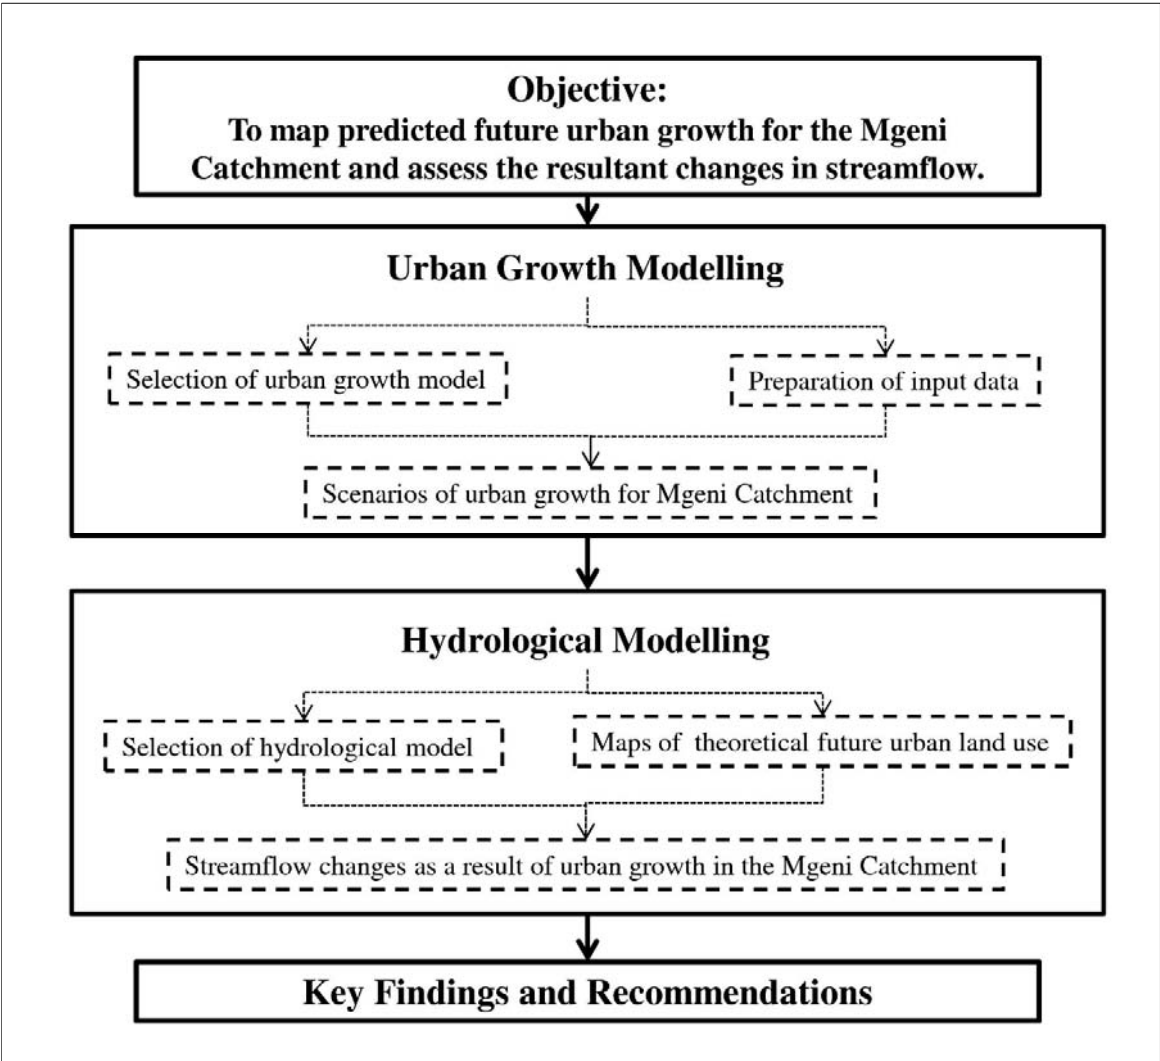 Objective:
To map predicted future urban growth for the Mgeni
Catchment and assess the resultant changes in streamflow.
Urban Growth Modelling
Selection of urban growth model
Preparation of input data
Scenarios of urban growth for Mgeni Catchment
Hydrological Modelling
Selection of hydrological model
Maps of theoretical future urban land use
Streamflow changes as a result of urban growth in the Mgeni Catchment
Key Findings and Recommendations